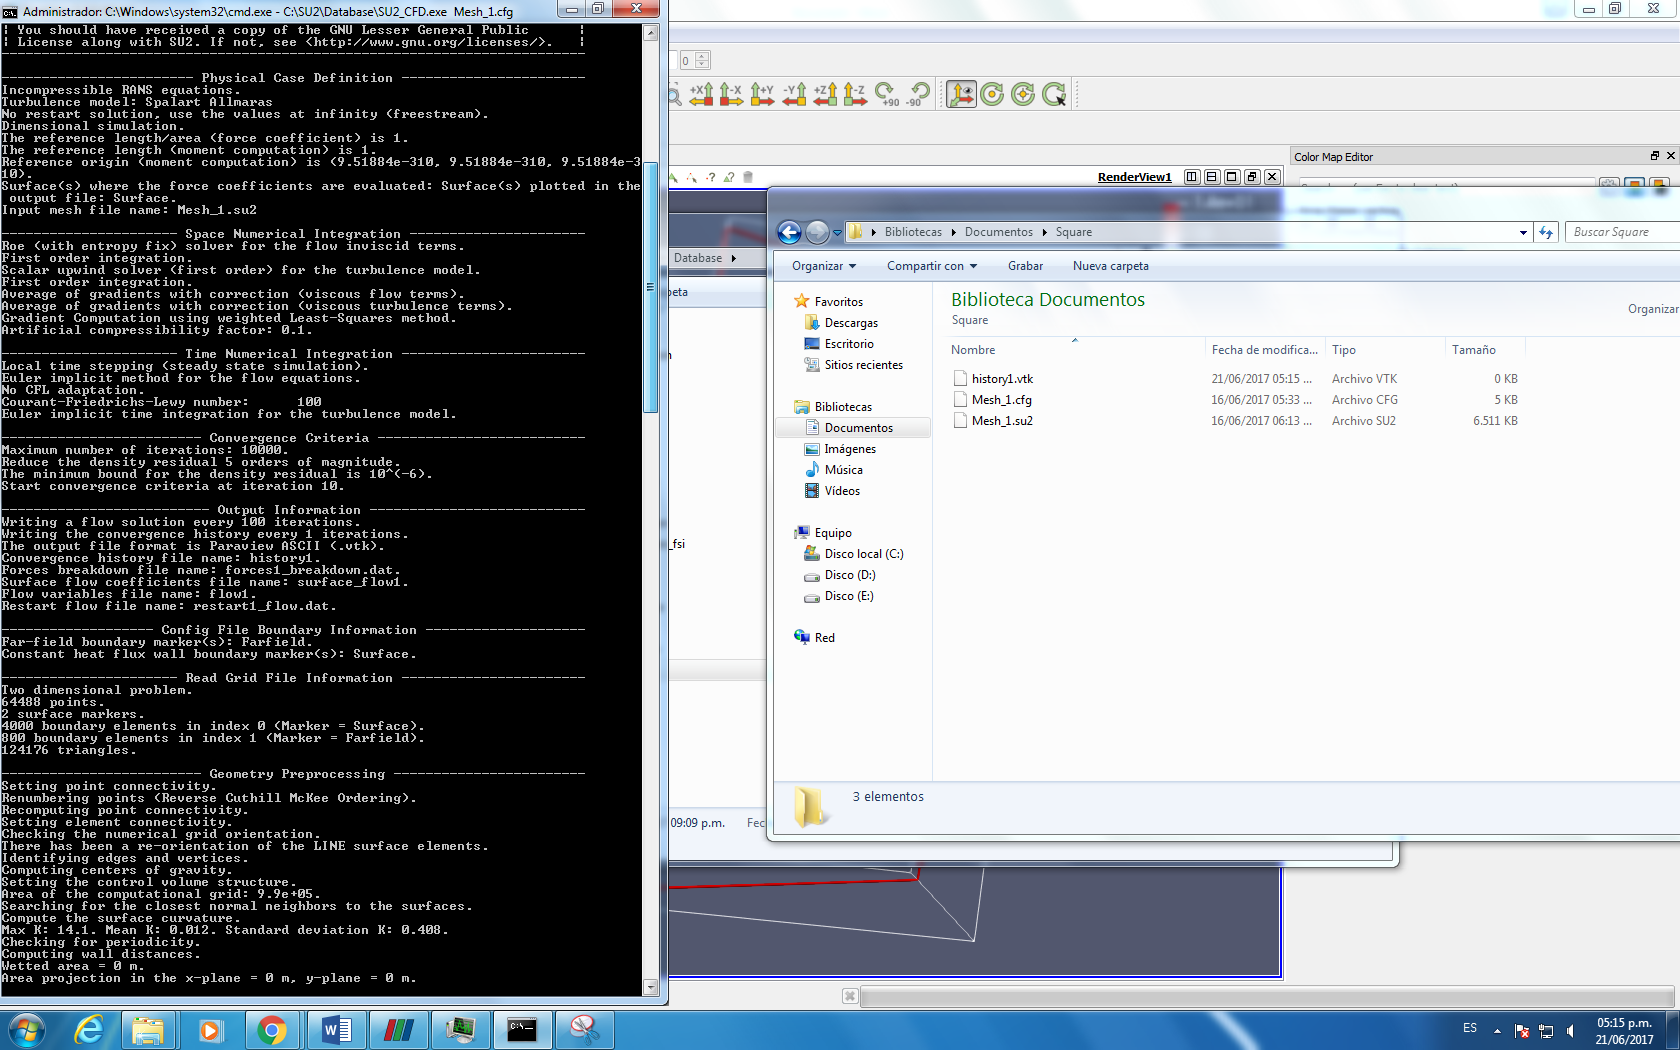 Administrador: C:\Windows\system32\cmd.exe - C:\SU2\Database\SU2_CFD.exe  Mesh_1.cfg
| You should have received a copy of the GNU Lesser General Public      |
| License along with SU2. If not, see <http://www.gnu.org/licenses/>.   |
------------------------- Physical Case Definition ------------------------
Incompressible RANS equations.
Turbulence model: Spalart Allmaras
No restart solution, use the values at infinity (freestream).
Dimensional simulation.
The reference length/area (force coefficient) is 1.
The reference length (moment computation) is 1.
Reference origin (moment computation) is (9.51884e-310, 9.51884e-310, 9.51884e-3
10).
Surface(s) where the force coefficients are evaluated: Surface(s) plotted in the
 output file: Surface.
Input mesh file name: Mesh_1.su2
---------------------- Space Numerical Integration ----------------------
Roe (with entropy fix) solver for the flow inviscid terms.
First order integration.
Scalar upwind solver (first order) for the turbulence model.
First order integration.
Average of gradients with correction (viscous flow terms).
Average of gradients with correction (viscous turbulence terms).
Gradient Computation using weighted Least-Squares method.
Artificial compressibility factor: 0.1.
---------------------- Time Numerical Integration -----------------------
Local time stepping (steady state simulation).
Euler implicit method for the flow equations.
No CFL adaptation.
Courant-Friedrichs-Lewy number:      100
Euler implicit time integration for the turbulence model.
------------------------- Convergence Criteria --------------------------
Maximum number of iterations: 10000.
Reduce the density residual 5 orders of magnitude.
The minimum bound for the density residual is 10^(-6).
Start convergence criteria at iteration 10.
-------------------------- Output Information ---------------------------
Writing a flow solution every 100 iterations.
Writing the convergence history every 1 iterations.
The output file format is Paraview ASCII (.vtk).
Convergence history file name: history1.
Forces breakdown file name: forces1_breakdown.dat.
Surface flow coefficients file name: surface_flow1.
Flow variables file name: flow1.
Restart flow file name: restart1_flow.dat.
------------------- Config File Boundary Information --------------------
Far-field boundary marker(s): Farfield.
Constant heat flux wall boundary marker(s): Surface.
---------------------- Read Grid File Information -----------------------
Two dimensional problem.
64488 points.
2 surface markers.
4000 boundary elements in index 0 (Marker = Surface).
800 boundary elements in index 1 (Marker = Farfield).
124176 triangles.
------------------------- Geometry Preprocessing ------------------------
Setting point connectivity.
Renumbering points (Reverse Cuthill McKee Ordering).
Recomputing point connectivity.
Setting element connectivity.
Checking the numerical grid orientation.
There has been a re-orientation of the LINE surface elements.
Identifying edges and vertices.
Computing centers of gravity.
Setting the control volume structure.
Area of the computational grid: 9.9e+05.
Searching for the closest normal neighbors to the surfaces.
Compute the surface curvature.
Max K: 14.1. Mean K: 0.012. Standard deviation K: 0.408.
Checking for periodicity.
Computing wall distances.
Wetted area = 0 m.
Area projection in the x-plane = 0 m, y-plane = 0 m.
0
+X -X +Y -Y +Z -Z +90 -90
Color Map Editor
RenderView1
Database
peta
_fsi
09:09 p.m. Fec
Bibliotecas Documentos Square
Buscar Square
Organizar Compartir con Grabar Nueva carpeta
Favoritos
Descargas
Escritorio
Sitios recientes
Bibliotecas
Documentos
Imágenes
Música
Vídeos
Equipo
Disco local (C:)
Disco (D:)
Disco (E:)
Red
Biblioteca Documentos
Square
Organizar
Nombre Fecha de modifica... Tipo Tamaño
history1.vtk 21/06/2017 05:15 ... Archivo VTK 0 KB
Mesh_1.cfg 16/06/2017 05:33 ... Archivo CFG 5 KB
Mesh_1.su2 16/06/2017 06:13 ... Archivo SU2 6.511 KB
3 elementos
ES
05:15 p.m.
21/06/2017